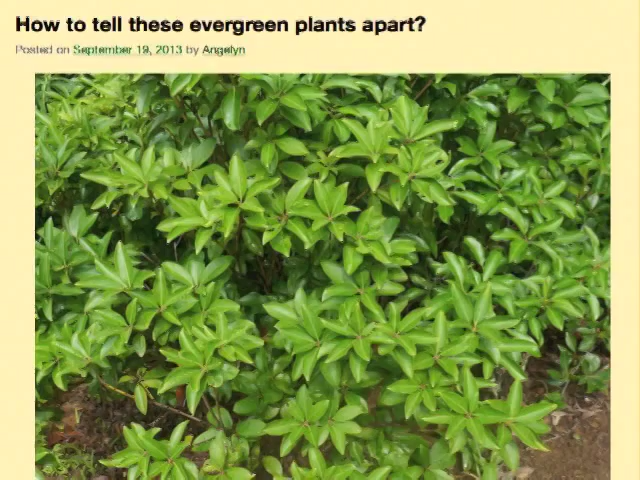 How to tell these evergreen plants apart?
Posted on September 19, 2013 by Angelyn